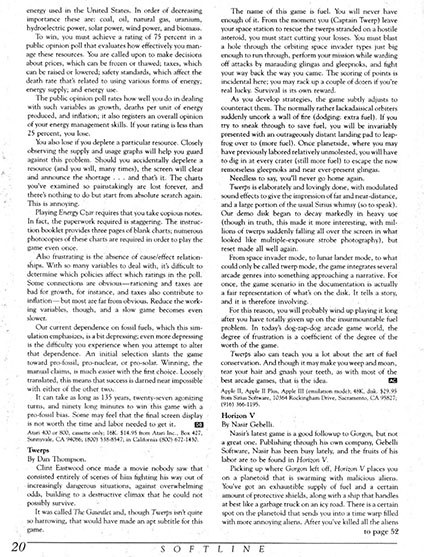 energy used in the United States. In order of decreasing
importance these are: coal, oil, natural gas, uranium,
hydroelectric power, solar power, wind power, and biomass.
To win, you must achieve a rating of 75 percent in a
public opinion poll that evaluates how effectively you man-
age these resources. You are called upon to make decisions
about prices, which can be frozen or thawed; taxes, which
can be raised or lowered; safety standards, which affect the
death rate that's related to using various forms of energy,
energy supply; and energy use.
The public opinion poll rates how well you do in dealing
with such variables as growth, deaths per unit of energy
produced, and inflation; it also registers an overall opinion
of your energy management skills. If your rating is less than
25 percent, you lose.
You also lose if you deplete a particular resource. Closely
observing the supply and usage graphs will help you guard
against this problem. Should you accidentally deplete a
resource (and you will, many times), the screen will clear
and announce the shortage . . . and that's it. The charts
you've examined so painstakingly are lost forever, and
there's nothing to do but start from absolute scratch again.
This is annoying.
Playing Energy Czar requires that you take copious notes.
In fact, the paperwork required is staggering. The instruc-
tion booklet provides three pages of blank charts; numerous
photocopies of these charts are required in order to play the
game even once.
Also frustrating is the absence of cause/effect relation-
ships. With so many variables to deal with, it's difficult to
determine which policies affect which ratings in the poll.
Some connections are obvious—rationing and taxes are
bad for growth, for instance, and taxes also contribute to
inflation—but most are far from obvious. Reduce the work-
ing variables, though, and a slow game becomes even
slower.
Our current dependence on fossil fuels, which this sim-
ulation emphasizes, is a bit depressing; even more depressing
is the difficulty you experience when you attempt to alter
that dependence. An initial selection slants the game
toward pro-fossil, pro-nuclear, or pro-solar. Winning, the
manual claims, is much easier with the first choice. Loosely
translated, this means that success is darned near impossible
with either of the other two.
It can take as long as 135 years, twenty-seven agonizing
turns, and ninety long minutes to win this game with a
pro-fossil bias. Some may feel that the final screen display
is not worth the time and labor needed to get it.
Atari 400 or 800, cassette only, 16K. $14.95 from Atari Inc., Box 427,
Sunnyvale, CA 94086; (800) 538-8547, in California (800) 672-1430.
Twerps
By Dan Thompson.
Clint Eastwood once made a movie nobody saw that
consisted entirely of scenes of him fighting his way out of
increasingly dangerous situations, against overwhelming
odds, building to a destructive climax that he could not
possibly survive.
It was called The Gauntlet and, though Twerps isn't quite
so harrowing, that would have made an apt subtitle for this
game.
The name of this game is fuel. You will never have
enough of it. From the moment you (Captain Twerp) leave
your space station to rescue the twerps stranded on a hostile
asteroid, you must start cutting your losses. You must blast
a hole through the orbiting space invader types just big
enough to run through, perform your mission while warding
off attacks by marauding glings and gleepnoks, and fight
your way back the way you came. The scoring of points is
incidental here; you may rack up a couple of dozen if you're
real lucky. Survival is its own reward.
As you develop strategies, the game subtly adjusts to
counteract them. The normally rather lackadaisical orbiters
suddenly uncork a wall of fire (dodging: extra fuel). If you
try to sneak through to save fuel, you will be invariably
presented with an outrageously distant landing pad to leap-
frog over to (more fuel). Once planetside, where you may
have previously labored relatively unmolested, you will have
to dig in at every crater (still more fuel) to escape the now
remorseless gleepnoks and near ever-present glingas.
Needless to say, you'll never go home again.
Twerps is elaborately and lovingly done, with modulated
sound effects to give the impression of far and near-distance,
and a large portion of the usual Sirius whimsy (so to speak).
Our demo disk began to decay markedly in heavy use
(though in truth, this made it more interesting, with mil-
lions of twerps suddenly falling all over the screen in what
looked like multiple-exposure strobe photography), but
reset made all well again.
From space invader mode, to lunar lander mode, to what
could only be called twerp mode, the game integrates several
arcade genres into something approaching a narrative. For
once, the game scenario in the documentation is actually
a fair representation of what's on the disk. It tells a story,
and it is therefore involving.
For this reason, you will probably wind up playing it long
after you have totally given up on the insurmountable fuel
problem. In today's dog-zap-dog arcade game world, the
degree of frustration is a coefficient of the degree of the
worth of the game.
Twerps also can teach you a lot about the art of fuel
conservation. And though it may make you weep and moan,
tear your hair and gnash your teeth, as with most of the
best arcade games, that is the idea.
Apple II, Apple II Plus, Apple III (emulation mode); 48K, disk. $29.95
from Sirius Software, 10364 Rockingham Drive, Sacramento, CA 95827;
(916) 366-1195.
Horizon V
By Nasir Gebelli.
Nasir's latest game is a good followup to Gorgon, but not
a great one. Publishing through his own company, Gebelli
Software, Nasir has been busy lately, and the fruits of his
labor are to be found in Horizon V.
Picking up where Gorgon left off, Horizon V places you
on a planetoid that is swarming with malicious aliens.
You've got an exhaustible supply of fuel and a certain
amount of protective shields, along with a ship that handles
at best like a garbage truck on an icy road. There is a certain
spot on the planetoid that sends you into a time warp filled
with more annoying aliens. After you've killed all the aliens
to page 52
20
SOFTLINE